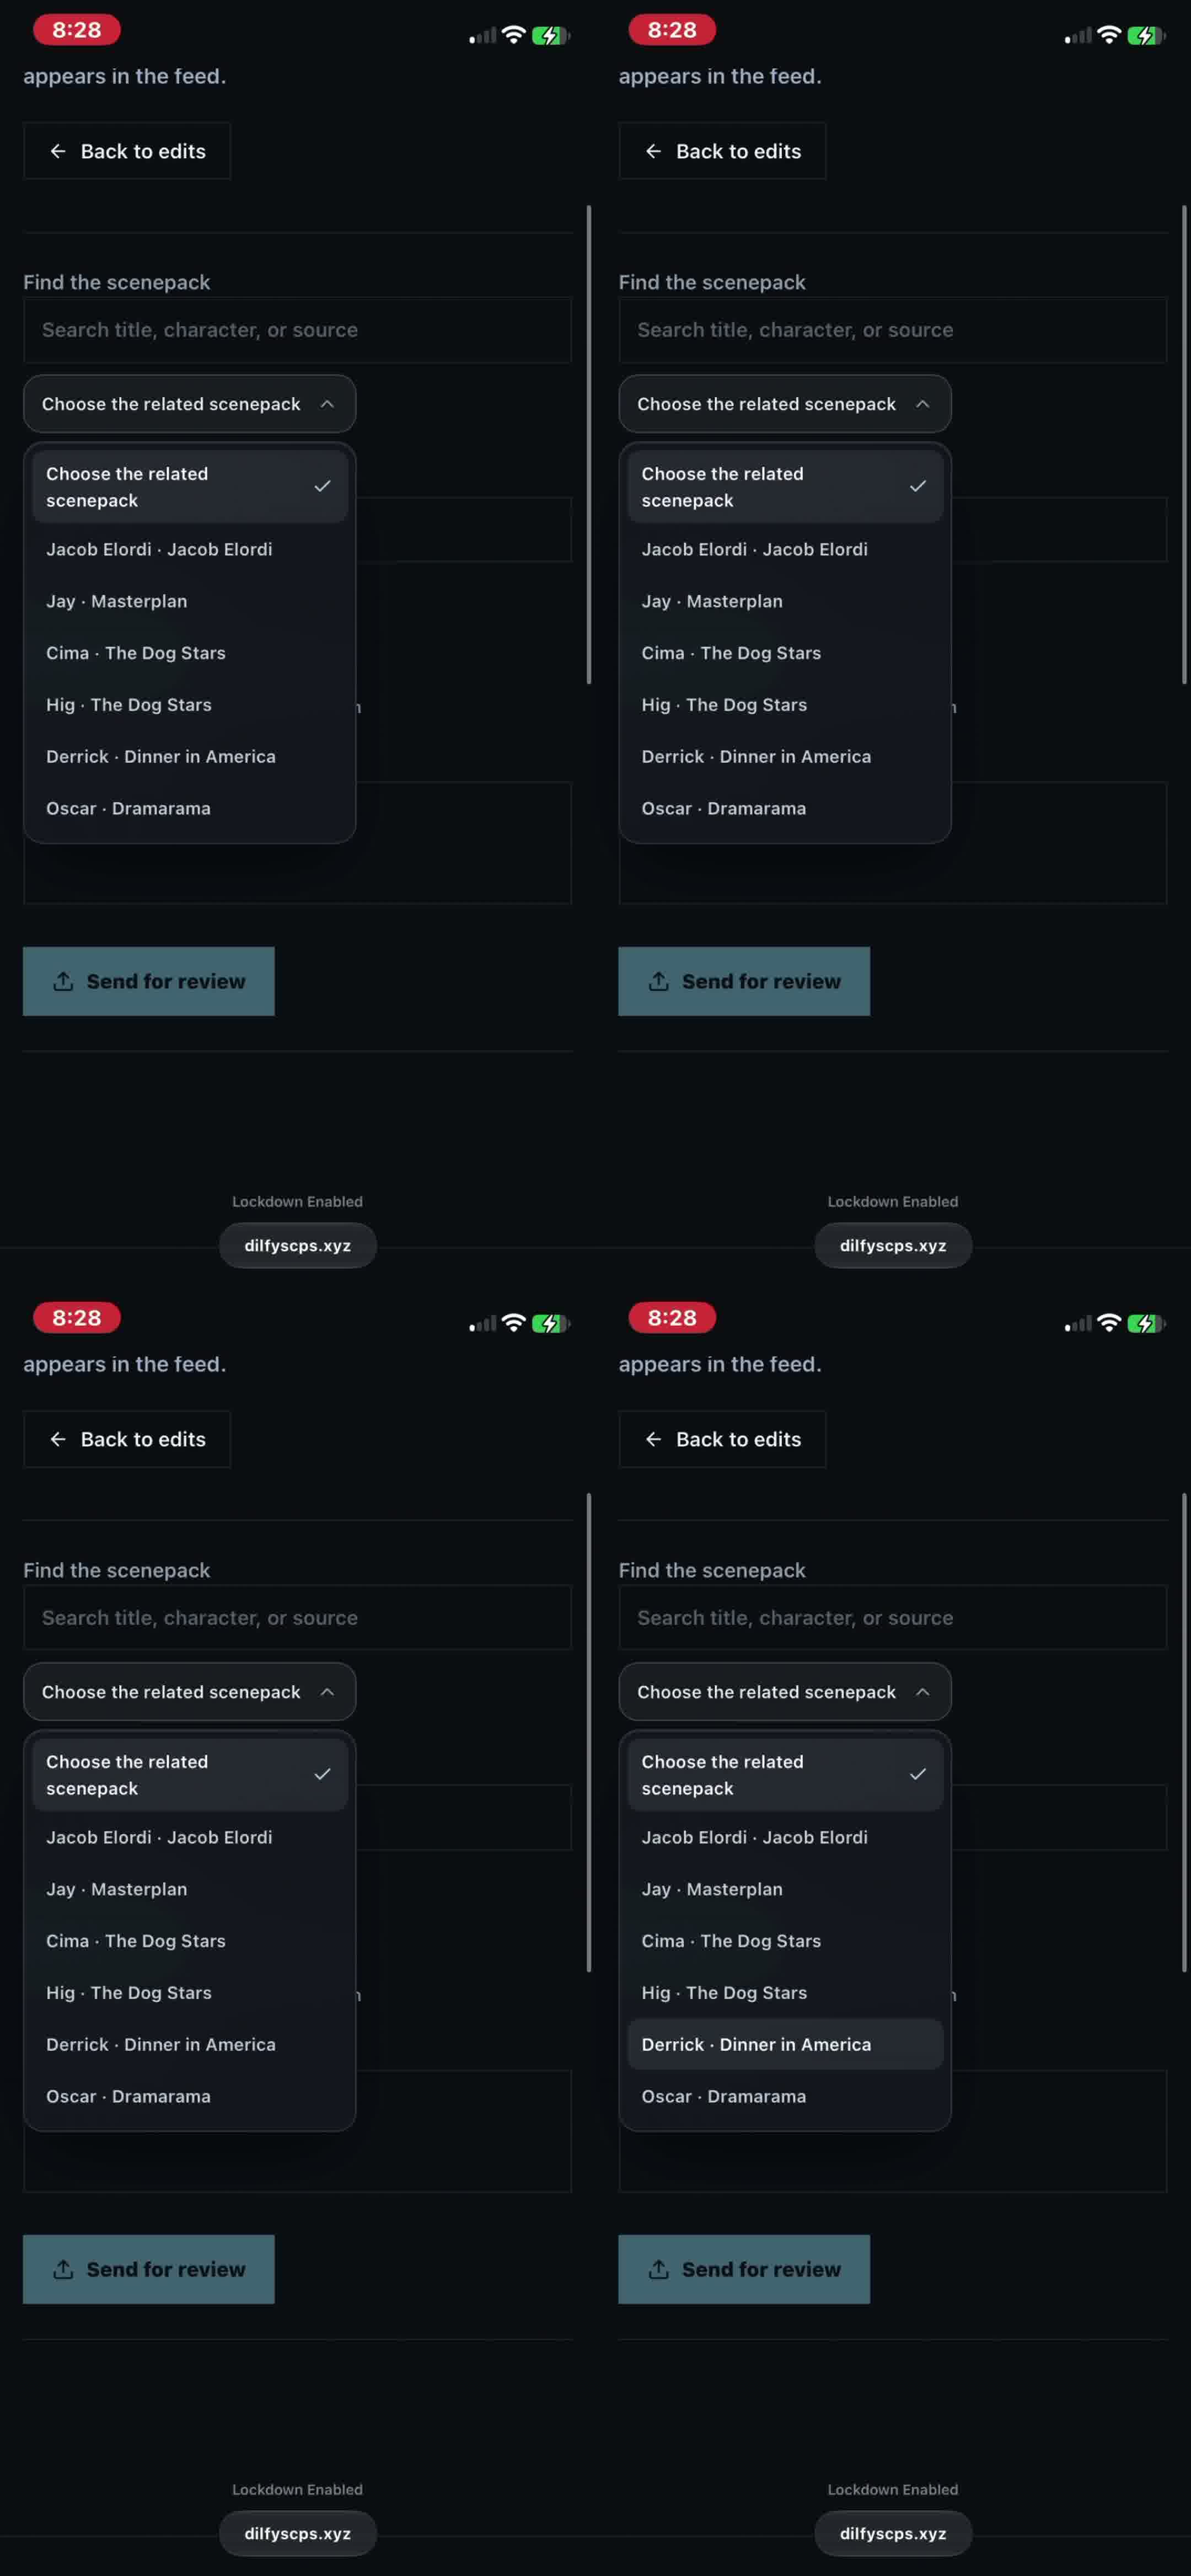 8:28
appears in the feed.
← Back to edits
Find the scenepack
Search title, character, or source
Choose the related scenepack
Choose the related
scenepack
Jacob Elordi · Jacob Elordi
Jay · Masterplan
Cima · The Dog Stars
Hig · The Dog Stars
Derrick · Dinner in America
Oscar · Dramarama
Send for review
Lockdown Enabled
dilfyscps.xyz
8:28
appears in the feed.
← Back to edits
Find the scenepack
Search title, character, or source
Choose the related scenepack
Choose the related
scenepack
Jacob Elordi · Jacob Elordi
Jay · Masterplan
Cima · The Dog Stars
Hig · The Dog Stars
Derrick · Dinner in America
Oscar · Dramarama
Send for review
Lockdown Enabled
dilfyscps.xyz
8:28
appears in the feed.
← Back to edits
Find the scenepack
Search title, character, or source
Choose the related scenepack
Choose the related
scenepack
Jacob Elordi · Jacob Elordi
Jay · Masterplan
Cima · The Dog Stars
Hig · The Dog Stars
Derrick · Dinner in America
Oscar · Dramarama
Send for review
Lockdown Enabled
dilfyscps.xyz
8:28
appears in the feed.
← Back to edits
Find the scenepack
Search title, character, or source
Choose the related scenepack
Choose the related
scenepack
Jacob Elordi · Jacob Elordi
Jay · Masterplan
Cima · The Dog Stars
Hig · The Dog Stars
Derrick · Dinner in America
Oscar · Dramarama
Send for review
Lockdown Enabled
dilfyscps.xyz